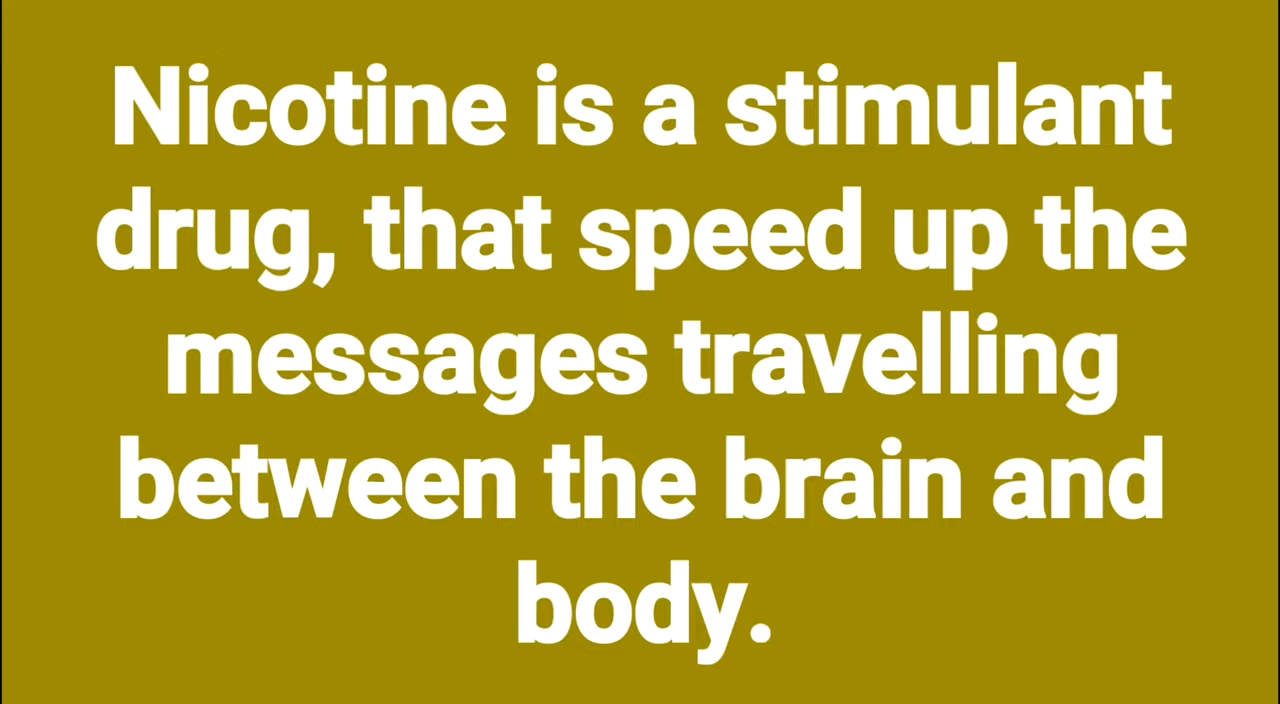 Nicotine is a stimulant
drug, that speed up the
messages travelling
between the brain and
body.